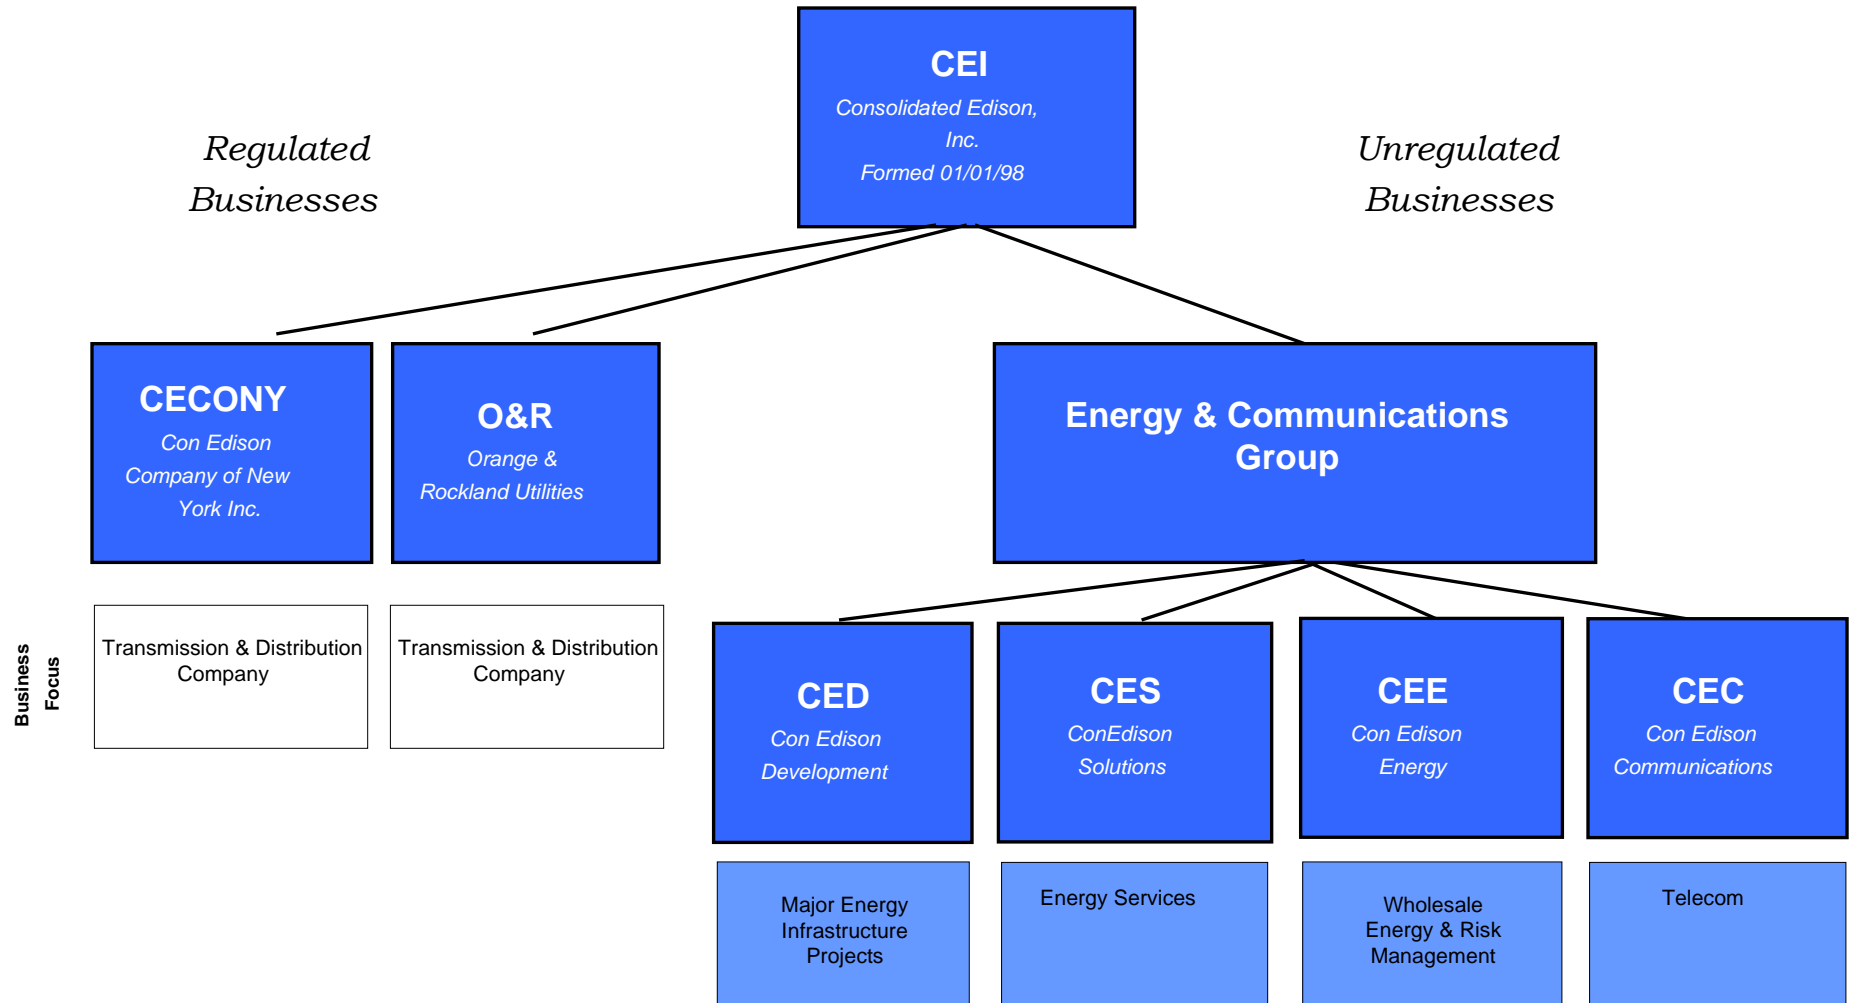 CEI
Consolidated Edison,
Inc.
Formed 01/01/98
Regulated
Businesses
Unregulated
Businesses
CECONY
Con Edison
Company of New
York Inc.
O&R
Orange &
Rockland Utilities
Energy & Communications
Group
Business
Focus
Transmission & Distribution
Company
Transmission & Distribution
Company
CED
Con Edison
Development
CES
ConEdison
Solutions
CEE
Con Edison
Energy
CEC
Con Edison
Communications
Major Energy
Infrastructure
Projects
Energy Services
Wholesale
Energy & Risk
Management
Telecom